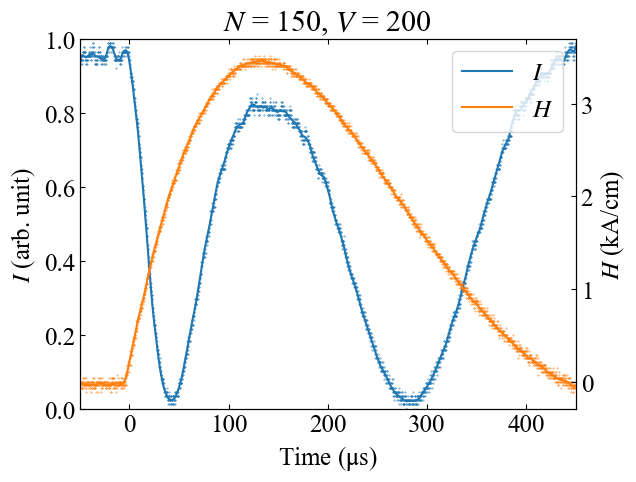 N = 150, V = 200
1.0
0.8
0.6
0.4
0.2
0.0
I (arb. unit)
I
H
3
2
1
0
H (kA/cm)
0 100 200 300 400
Time (μs)